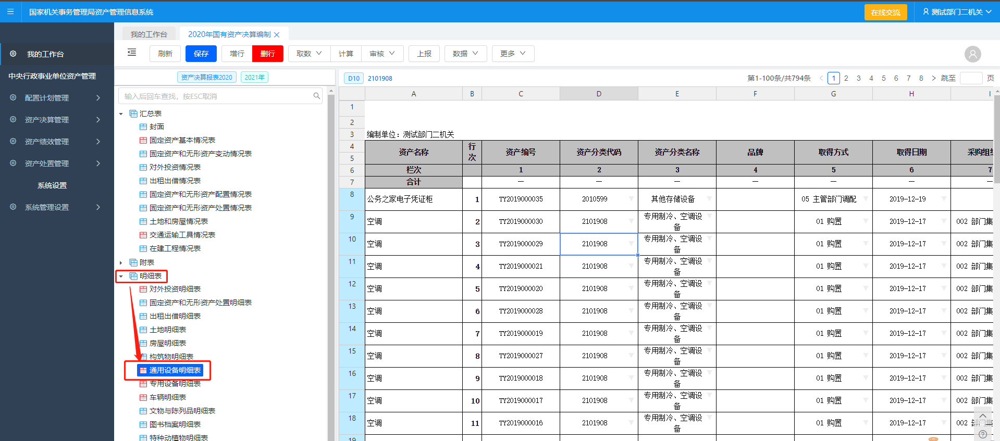 国家机关事务管理局资产管理信息系统
在线交流
测试部门二机关
我的工作台
2020年国有资产决算编制
刷新 保存 增行 删行 取数 计算 审核 上报 数据 更多
我的工作台
中央行政事业单位资产管理
配置计划管理
资产决算管理
资产绩效管理
资产处置管理
系统设置
系统管理设置
资产决算报表2020 2021年
输入后回车查找，按ESC取消
汇总表
封面
固定资产基本情况表
固定资产和无形资产变动情况表
对外投资情况表
出租出借情况表
固定资产和无形资产配置情况表
固定资产和无形资产处置情况表
土地和房屋情况表
交通运输工具情况表
在建工程情况表
附表
明细表
对外投资明细表
固定资产和无形资产处置明细表
出租出借明细表
土地明细表
房屋明细表
构筑物明细表
通用设备明细表
专用设备明细表
车辆明细表
文物与陈列品明细表
图书档案明细表
特种动植物明细表
D10 2101908
第1-100条/共794条 < 1 2 3 4 5 6 7 8 > 跳至 页
A B C D E F G H I
1
2
3 编制单位：测试部门二机关
4 资产名称 行次 资产编号 资产分类代码 资产分类名称 品牌 取得方式 取得日期 采购组
5
6 栏次 1 2 3 4 5 6 7
7 合计 — — — — — — —
8 公务之家电子凭证柜 1 TY2019000035 2010599 其他存储设备 05 主管部门调配 2019-12-19
9 空调 2 TY2019000030 2101908 专用制冷、空调设备 01 购置 2019-12-17 002 部门集
10 空调 3 TY2019000029 2101908 专用制冷、空调设备 01 购置 2019-12-17 002 部门集
11 空调 4 TY2019000021 2101908 专用制冷、空调设备 01 购置 2019-12-17 002 部门集
12 空调 5 TY2019000020 2101908 专用制冷、空调设备 01 购置 2019-12-17 002 部门集
13 空调 6 TY2019000028 2101908 专用制冷、空调设备 01 购置 2019-12-17 002 部门集
14 空调 7 TY2019000019 2101908 专用制冷、空调设备 01 购置 2019-12-17 002 部门集
15 空调 8 TY2019000027 2101908 专用制冷、空调设备 01 购置 2019-12-17 002 部门集
16 空调 9 TY2019000018 2101908 专用制冷、空调设备 01 购置 2019-12-17 002 部门集
17 空调 10 TY2019000017 2101908 专用制冷、空调设备 01 购置 2019-12-17 002 部门集
18 空调 11 TY2019000016 2101908 专用制冷、空调设备 01 购置 2019-12-17 002 部门集
19